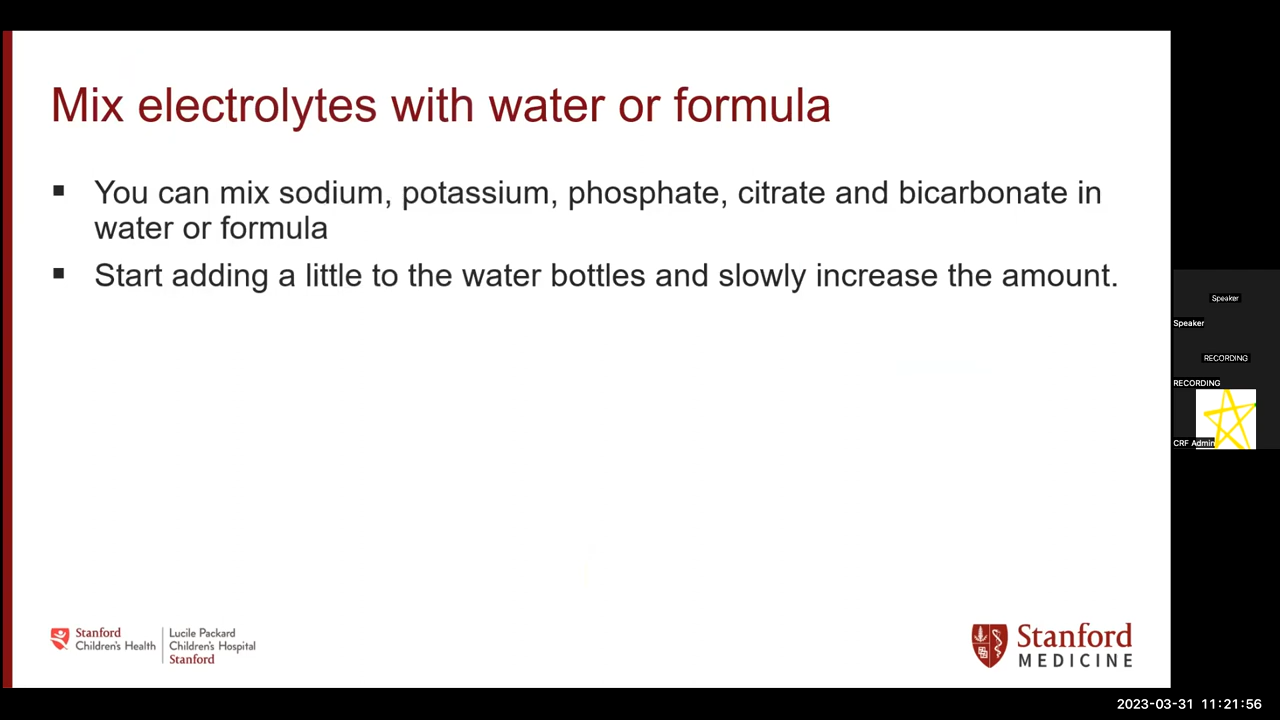 Mix electrolytes with water or formula
▪ You can mix sodium, potassium, phosphate, citrate and bicarbonate in
water or formula
▪ Start adding a little to the water bottles and slowly increase the amount.
Speaker
Speaker
RECORDING
RECORDING
CRF Admin
Stanford
Children's Health
Lucile Packard
Children's Hospital
Stanford
Stanford
MEDICINE
2023-03-31 11:21:56